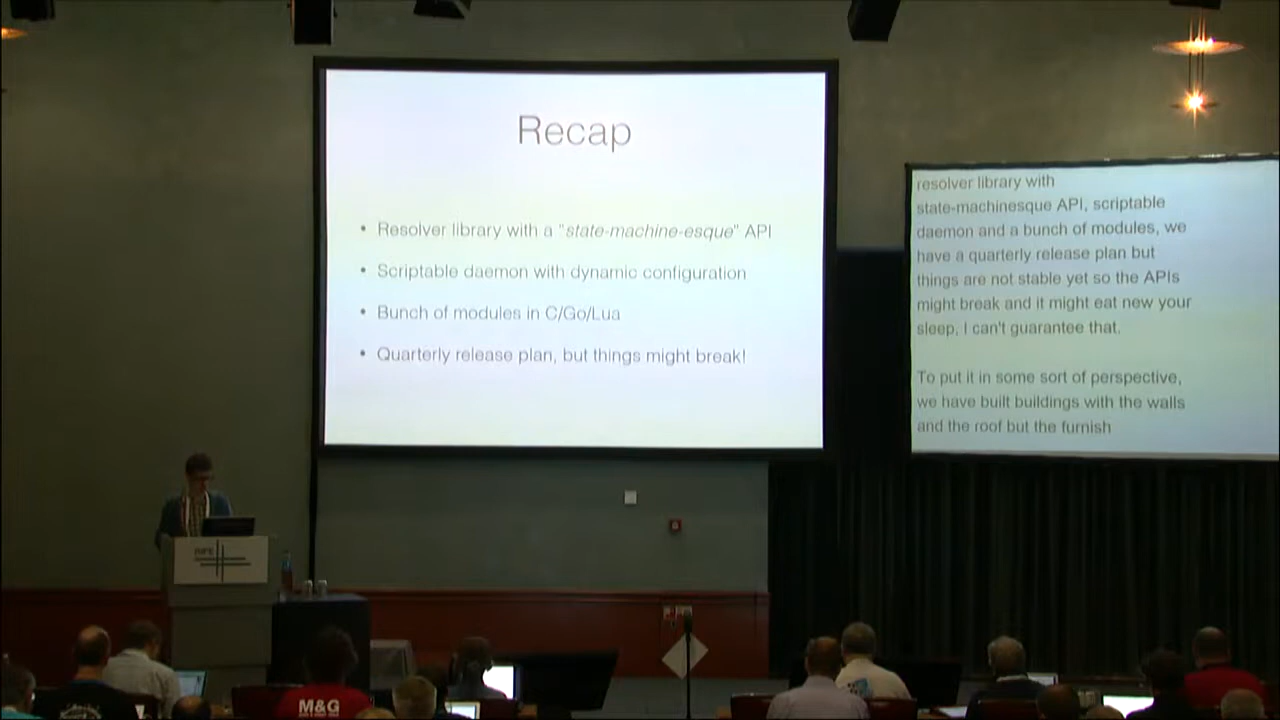 Recap
• Resolver library with a "state-machine-esque" API
• Scriptable daemon with dynamic configuration
• Bunch of modules in C/Go/Lua
• Quarterly release plan, but things might break!
resolver library with
state-machinesque API, scriptable
daemon and a bunch of modules, we
have a quarterly release plan but
things are not stable yet so the APIs
might break and it might eat new your
sleep, I can't guarantee that.
To put it in some sort of perspective,
we have built buildings with the walls
and the roof but the furnish
RIPE
M&G